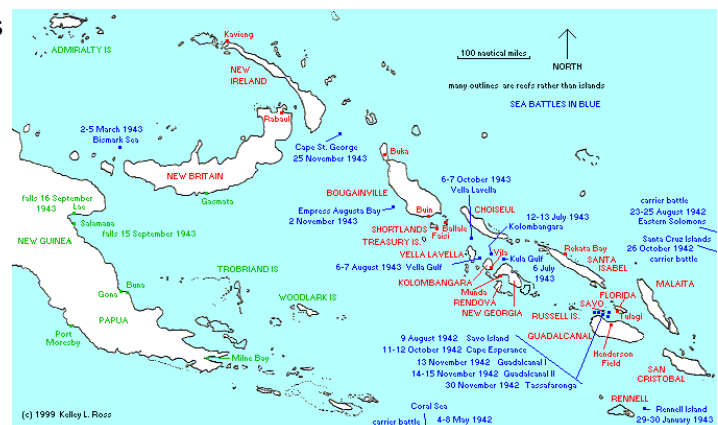 S
ADMIRALTY IS
Kavieng
NEW
IRELAND
100 nautical miles
NORTH
many outlines are reefs rather than islands
SEA BATTLES IN BLUE
Rabaul
2-5 March 1943
Bismark Sea
Cape St. George
25 November 1943
Buka
NEW BRITAIN
Gasmata
BOUGAINVILLE
6-7 October 1943
Vella Lavella
falls 16 September
1943
Lae
Salamana
falls 15 September 1943
NEW GUINEA
Empress Augusta Bay
2 November 1943
Buin
CHOISEUL
12-13 July 1943
Kolombangara
carrier battle
23-25 August 1942
Eastern Solomons
SHORTLANDS
Ballale
Faisi
TREASURY IS.
Rekata Bay
Santa Cruz Islands
26 October 1942
carrier battle
VELLA LAVELLA
Vila
Kula Gulf
6 July
1943
SANTA
ISABEL
6-7 August 1943 Vella Gulf
TROBRIAND IS
KOLOMBANGARA
Munda
RENDOVA
NEW GEORGIA
MALAITA
Buna
Gona
WOODLARK IS
FLORIDA
SAVO
Tulagi
RUSSELL IS.
PAPUA
Port
Moresby
Milne Bay
GUADALCANAL
Henderson
Field
9 August 1942 Savo Island
11-12 October 1942 Cape Esperance
13 November 1942 Guadalcanal I
14-15 November 1942 Guadalcanal II
30 November 1942 Tassafaronga
SAN
CRISTOBAL
RENNELL
Rennell Island
29-30 January 1943
Coral Sea
carrier battle 4-8 May 1942
(c) 1999 Kelley L. Ross